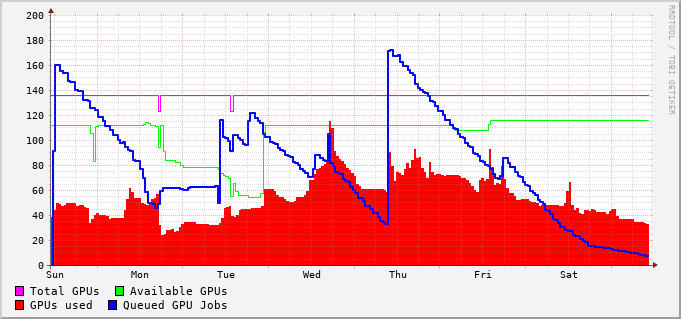 200
180
160
140
120
100
80
60
40
20
0
Sun Mon Tue Wed Thu Fri Sat
Total GPUs Available GPUs
GPUs used Queued GPU Jobs
RRDTOOL / TOBI OETIKER